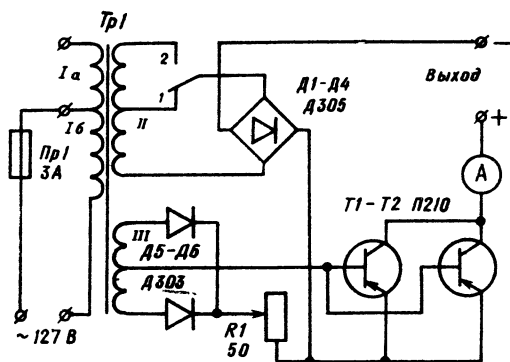 Тр1
Iа
2
1
Iб
II
Пр1
3А
~127 В
Д1-Д4
Д305
Выход
−
+
А
Т1-Т2 П210
III
Д5-Д6
Д303
R1
50